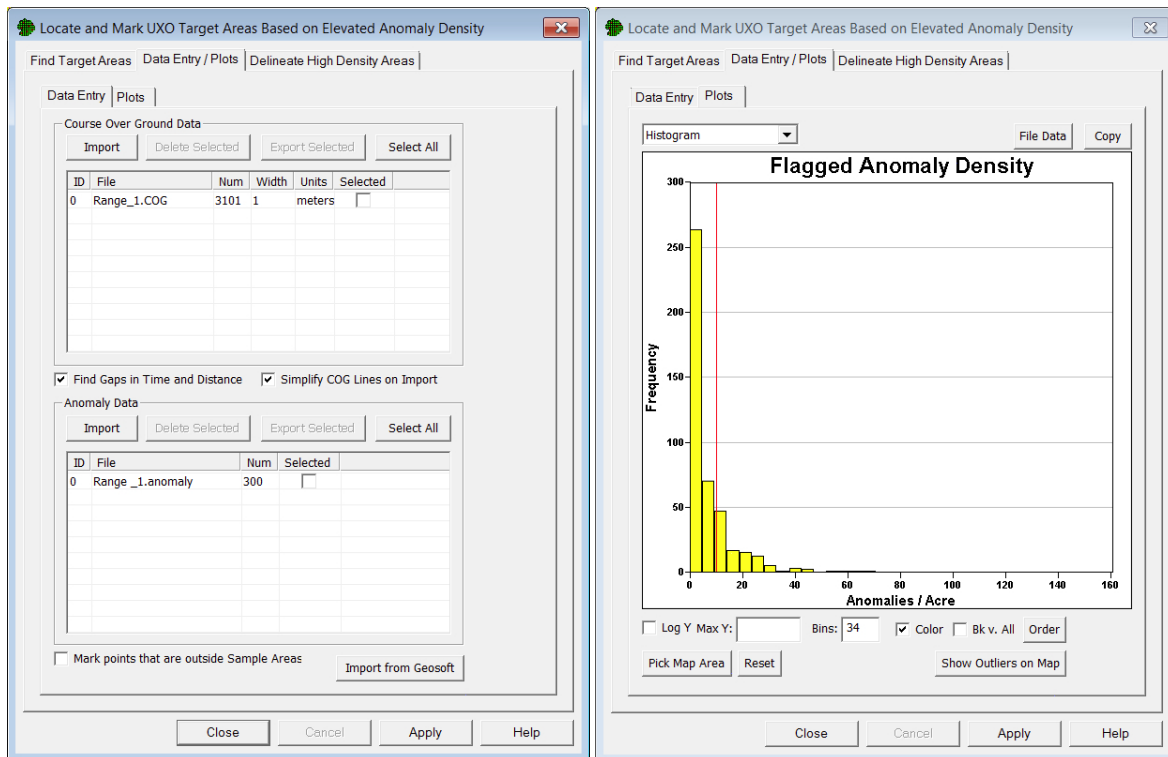 Locate and Mark UXO Target Areas Based on Elevated Anomaly Density
Find Target Areas Data Entry / Plots Delineate High Density Areas
Data Entry Plots
Course Over Ground Data
Import Delete Selected Export Selected Select All
ID File Num Width Units Selected
0 Range_1.COG 3101 1 meters
Find Gaps in Time and Distance Simplify COG Lines on Import
Anomaly Data
Import Delete Selected Export Selected Select All
ID File Num Selected
0 Range _1.anomaly 300
Mark points that are outside Sample Areas
Import from Geosoft
Close Cancel Apply Help
Locate and Mark UXO Target Areas Based on Elevated Anomaly Density
Find Target Areas Data Entry / Plots Delineate High Density Areas
Data Entry Plots
Histogram File Data Copy
Flagged Anomaly Density
300
250
200
150
100
50
0
Frequency
0 20 40 60 80 100 120 140 160
Anomalies / Acre
Log Y Max Y: Bins: 34 Color Bk v. All Order
Pick Map Area Reset Show Outliers on Map
Close Cancel Apply Help